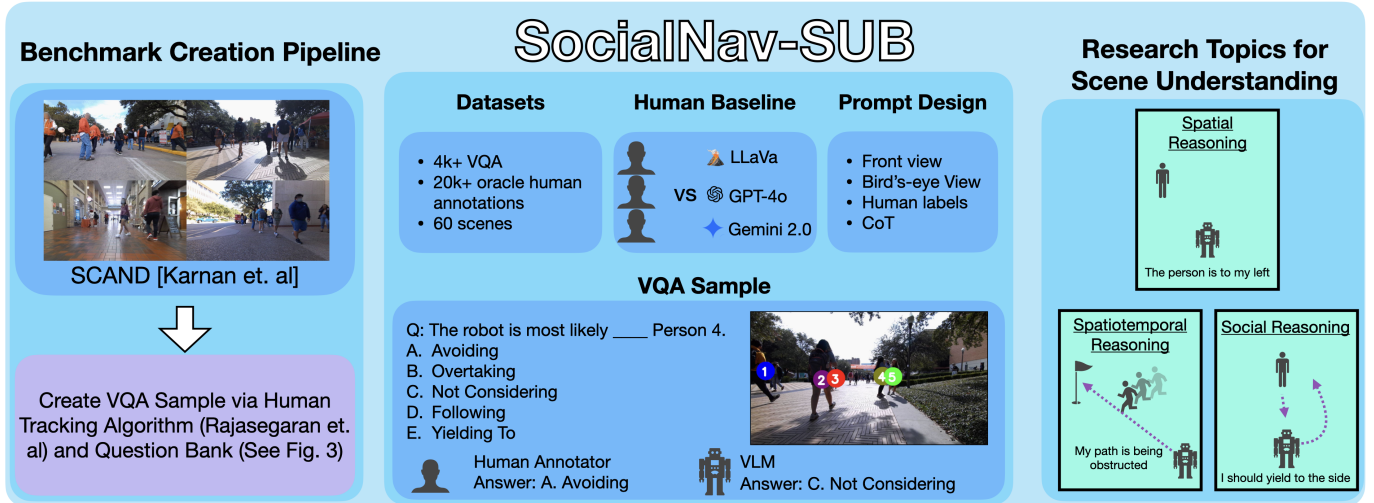 SocialNav-SUB
Benchmark Creation Pipeline
SCAND [Karnan et. al]
Create VQA Sample via Human
Tracking Algorithm (Rajasegaran et.
al) and Question Bank (See Fig. 3)
Datasets
• 4k+ VQA
• 20k+ oracle human
annotations
• 60 scenes
Human Baseline
VS
LLaVa
GPT-4o
Gemini 2.0
Prompt Design
• Front view
• Bird's-eye View
• Human labels
• CoT
VQA Sample
Q: The robot is most likely ____ Person 4.
A. Avoiding
B. Overtaking
C. Not Considering
D. Following
E. Yielding To
1
2
3
4
5
Human Annotator
Answer: A. Avoiding
VLM
Answer: C. Not Considering
Research Topics for
Scene Understanding
Spatial
Reasoning
The person is to my left
Spatiotemporal
Reasoning
My path is being
obstructed
Social Reasoning
I should yield to the side